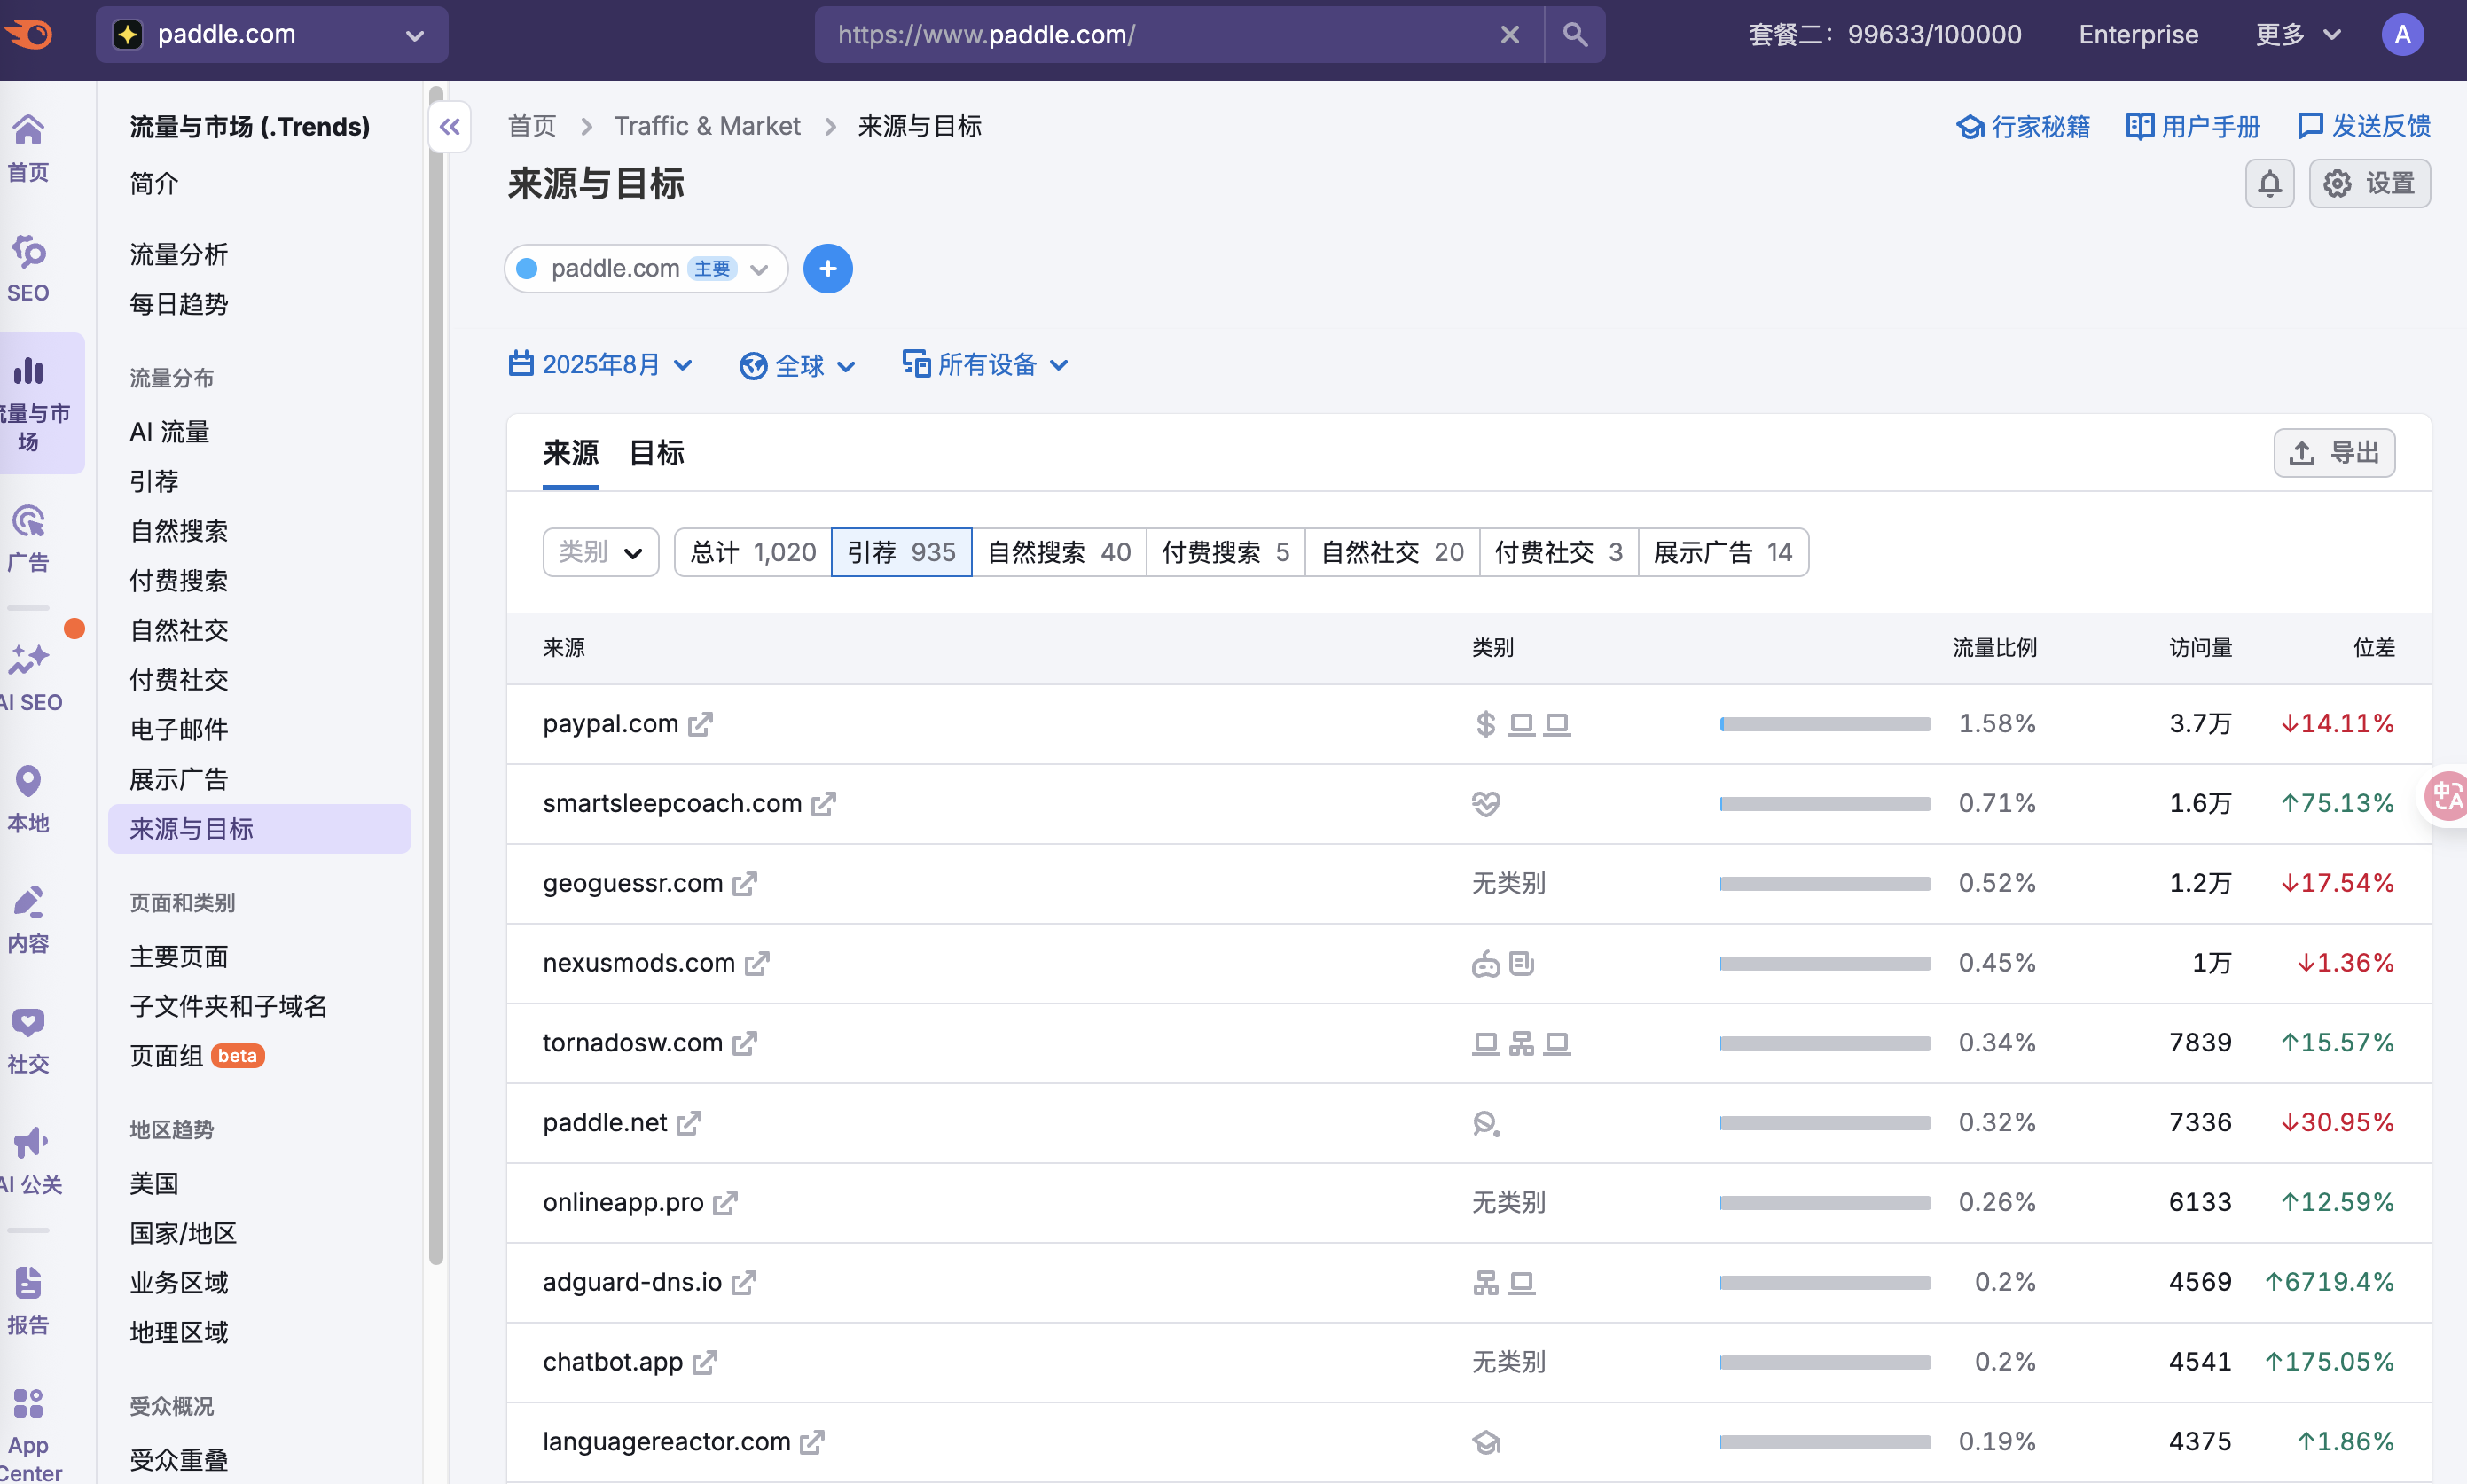 paddle.com
https://www.paddle.com/
套餐二：99633/100000
Enterprise
更多
A
首页
SEO
流量与市
场
广告
AI SEO
本地
内容
社交
AI 公关
报告
App
Center
流量与市场 (.Trends)
简介
流量分析
每日趋势
流量分布
AI 流量
引荐
自然搜索
付费搜索
自然社交
付费社交
电子邮件
展示广告
来源与目标
页面和类别
主要页面
子文件夹和子域名
页面组 beta
地区趋势
美国
国家/地区
业务区域
地理区域
受众概况
受众重叠
首页 > Traffic & Market > 来源与目标
行家秘籍
用户手册
发送反馈
来源与目标
设置
paddle.com 主要
2025年8月 全球 所有设备
来源 目标
导出
类别 总计 1,020 引荐 935 自然搜索 40 付费搜索 5 自然社交 20 付费社交 3 展示广告 14
来源 类别 流量比例 访问量 位差
paypal.com 1.58% 3.7万 ↓14.11%
smartsleepcoach.com 0.71% 1.6万 ↑75.13%
geoguessr.com 无类别 0.52% 1.2万 ↓17.54%
nexusmods.com 0.45% 1万 ↓1.36%
tornadosw.com 0.34% 7839 ↑15.57%
paddle.net 0.32% 7336 ↓30.95%
onlineapp.pro 无类别 0.26% 6133 ↑12.59%
adguard-dns.io 0.2% 4569 ↑6719.4%
chatbot.app 无类别 0.2% 4541 ↑175.05%
languagereactor.com 0.19% 4375 ↑1.86%
中A